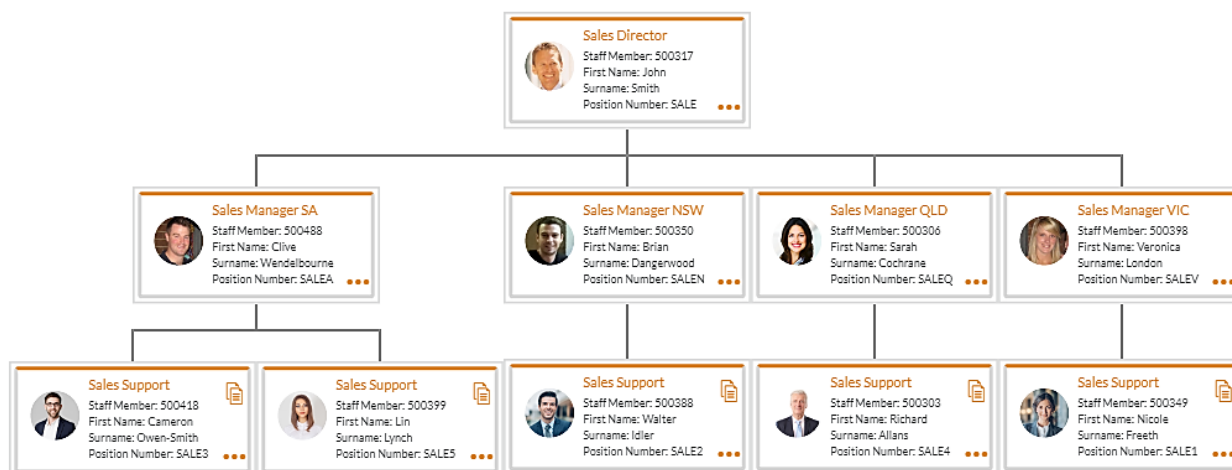 Sales Director
Staff Member: 500317
First Name: John
Surname: Smith
Position Number: SALE
Sales Manager SA
Staff Member: 500488
First Name: Clive
Surname: Wendelbourne
Position Number: SALEA
Sales Manager NSW
Staff Member: 500350
First Name: Brian
Surname: Dangerwood
Position Number: SALEN
Sales Manager QLD
Staff Member: 500306
First Name: Sarah
Surname: Cochrane
Position Number: SALEQ
Sales Manager VIC
Staff Member: 500398
First Name: Veronica
Surname: London
Position Number: SALEV
Sales Support
Staff Member: 500418
First Name: Cameron
Surname: Owen-Smith
Position Number: SALE3
Sales Support
Staff Member: 500399
First Name: Lin
Surname: Lynch
Position Number: SALE5
Sales Support
Staff Member: 500388
First Name: Walter
Surname: Idler
Position Number: SALE2
Sales Support
Staff Member: 500303
First Name: Richard
Surname: Allans
Position Number: SALE4
Sales Support
Staff Member: 500349
First Name: Nicole
Surname: Freeth
Position Number: SALE1